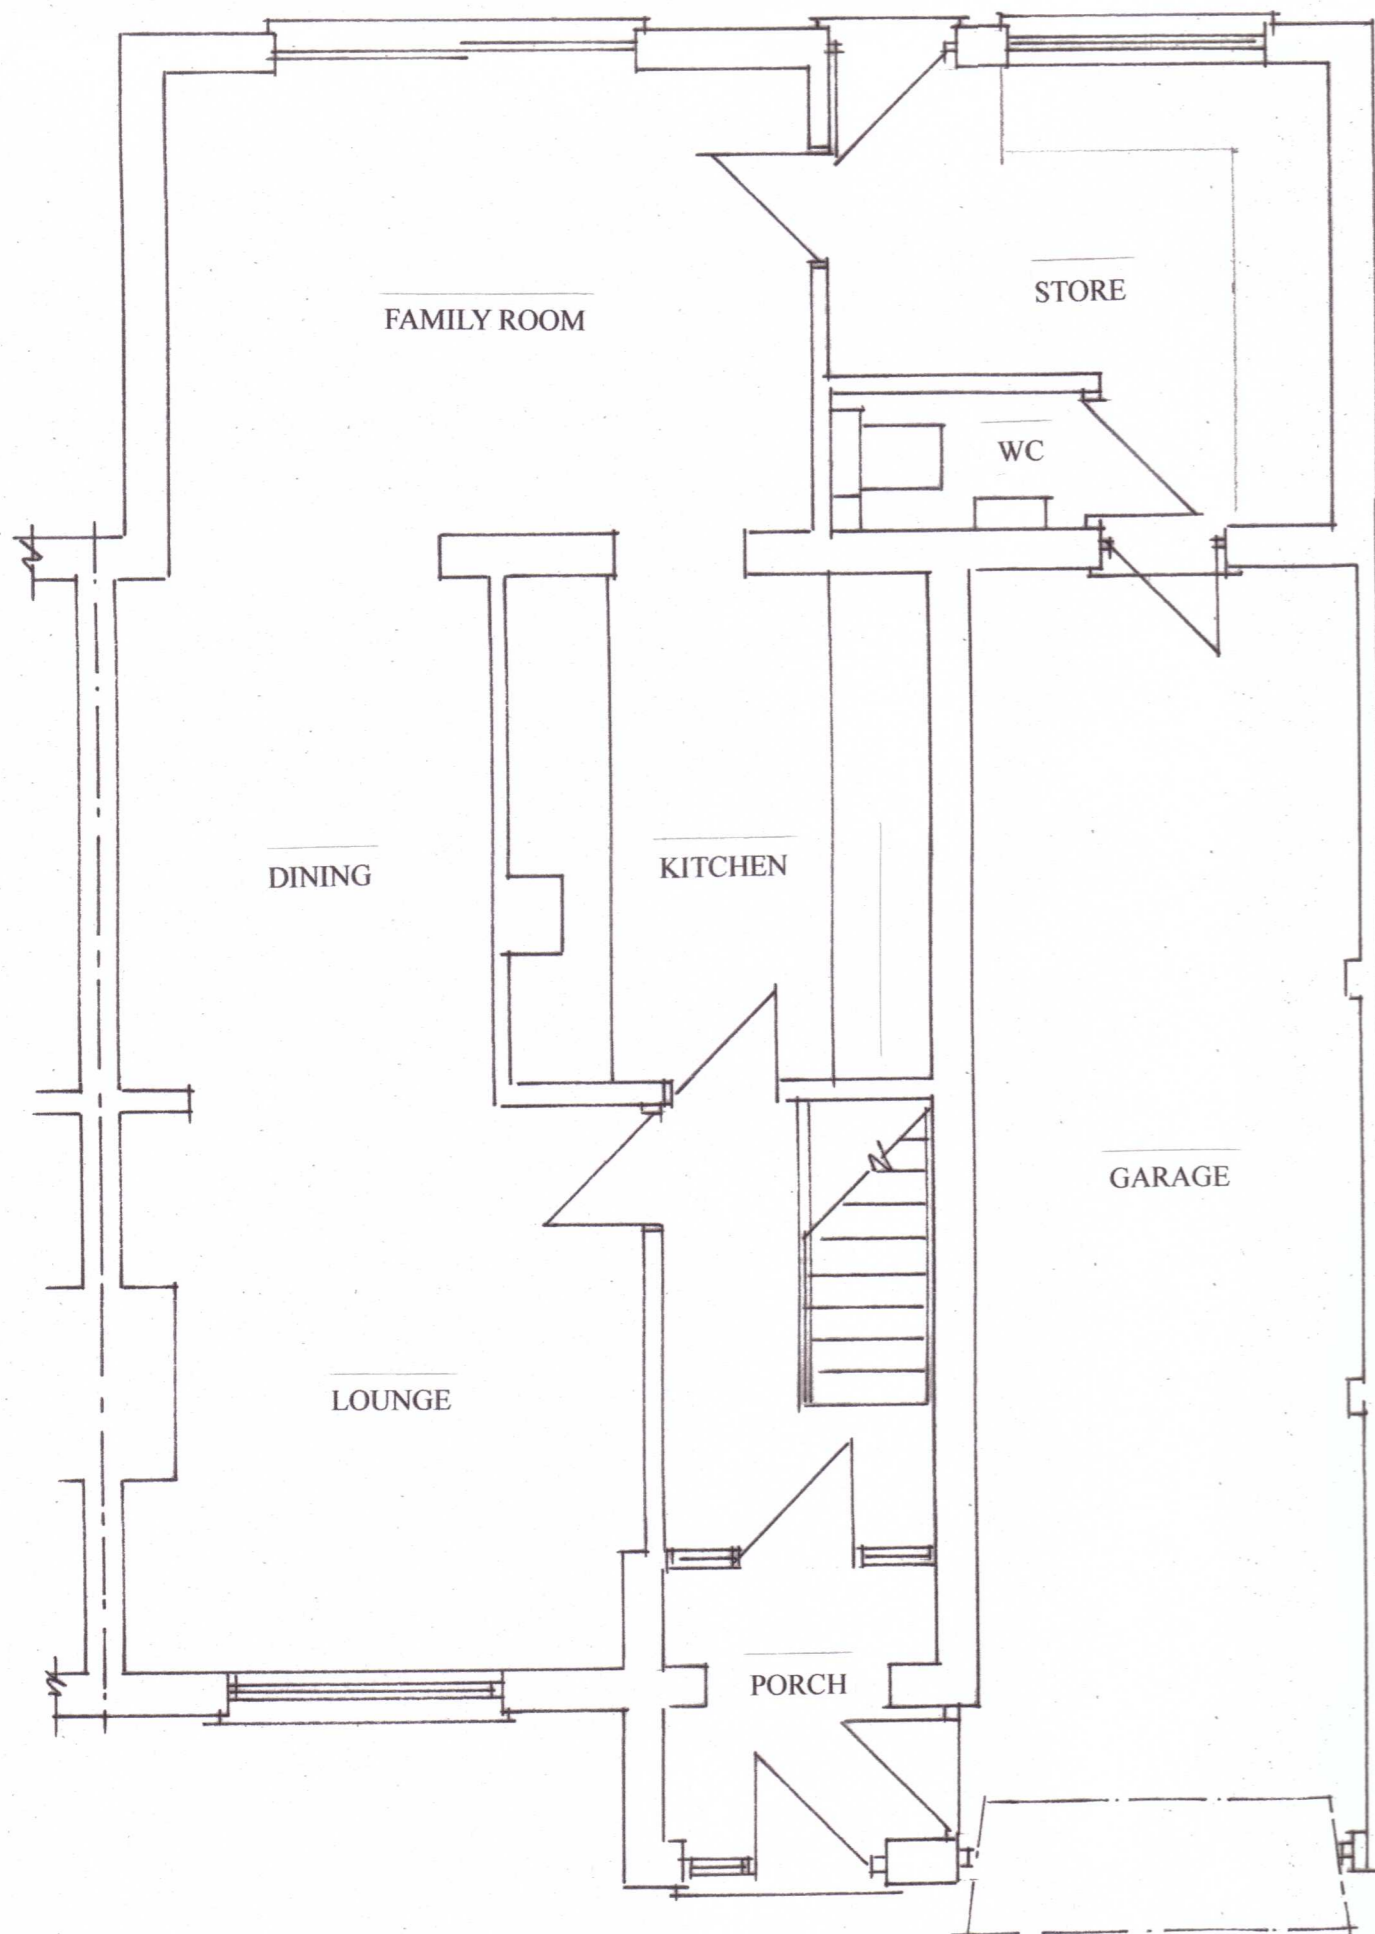 FAMILY ROOM
STORE
WC
DINING
KITCHEN
GARAGE
LOUNGE
PORCH